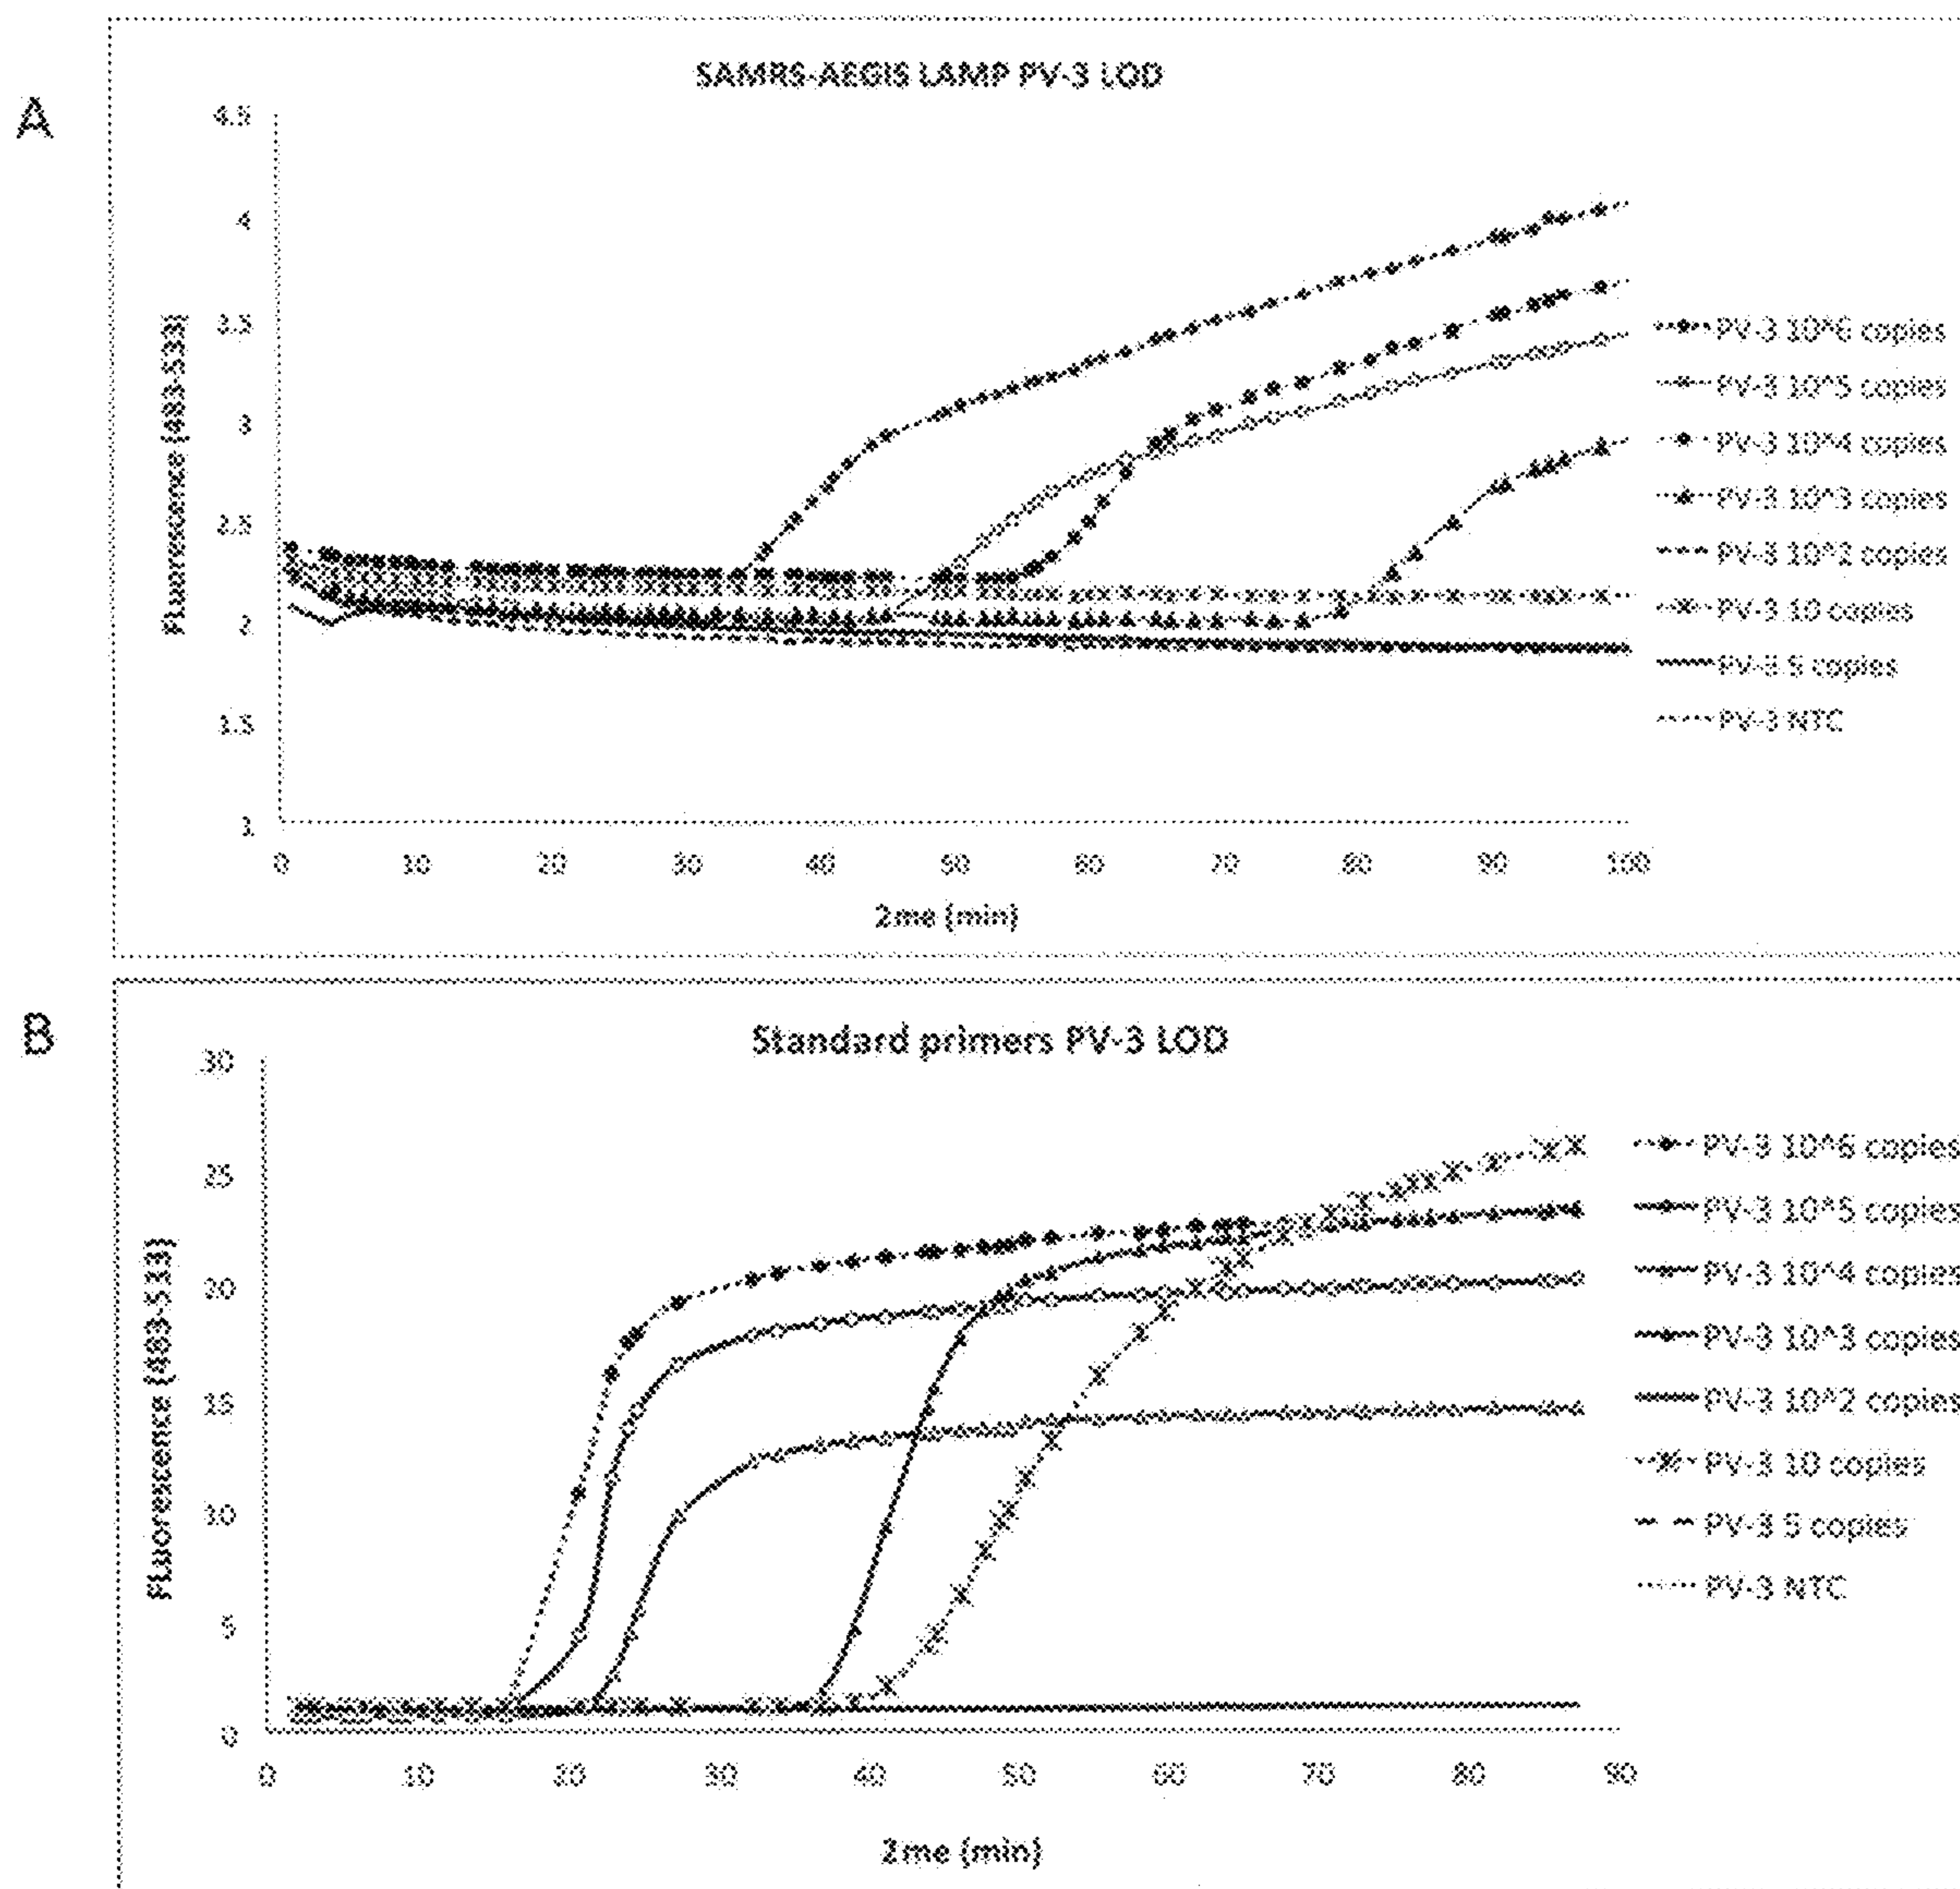 A
SAMRS-AEGIS LAMP PV-3 LOD
4.5
4
3.5
3
2.5
2
1.5
1
Fluorescence (483-533)
0 10 20 30 40 50 60 70 80 90 100
2me (min)
PV-3 10^6 copies
PV-3 10^5 copies
PV-3 10^4 copies
PV-3 10^3 copies
PV-3 10^2 copies
PV-3 10 copies
PV-3 5 copies
PV-3 NTC
B
Standard primers PV-3 LOD
30
25
20
15
10
5
0
FLuorescence (483-533)
0 10 20 30 40 50 60 70 80 90
2me (min)
PV-3 10^6 copies
PV-3 10^5 copies
PV-3 10^4 copies
PV-3 10^3 copies
PV-3 10^2 copies
PV-3 10 copies
PV-3 5 copies
PV-3 NTC